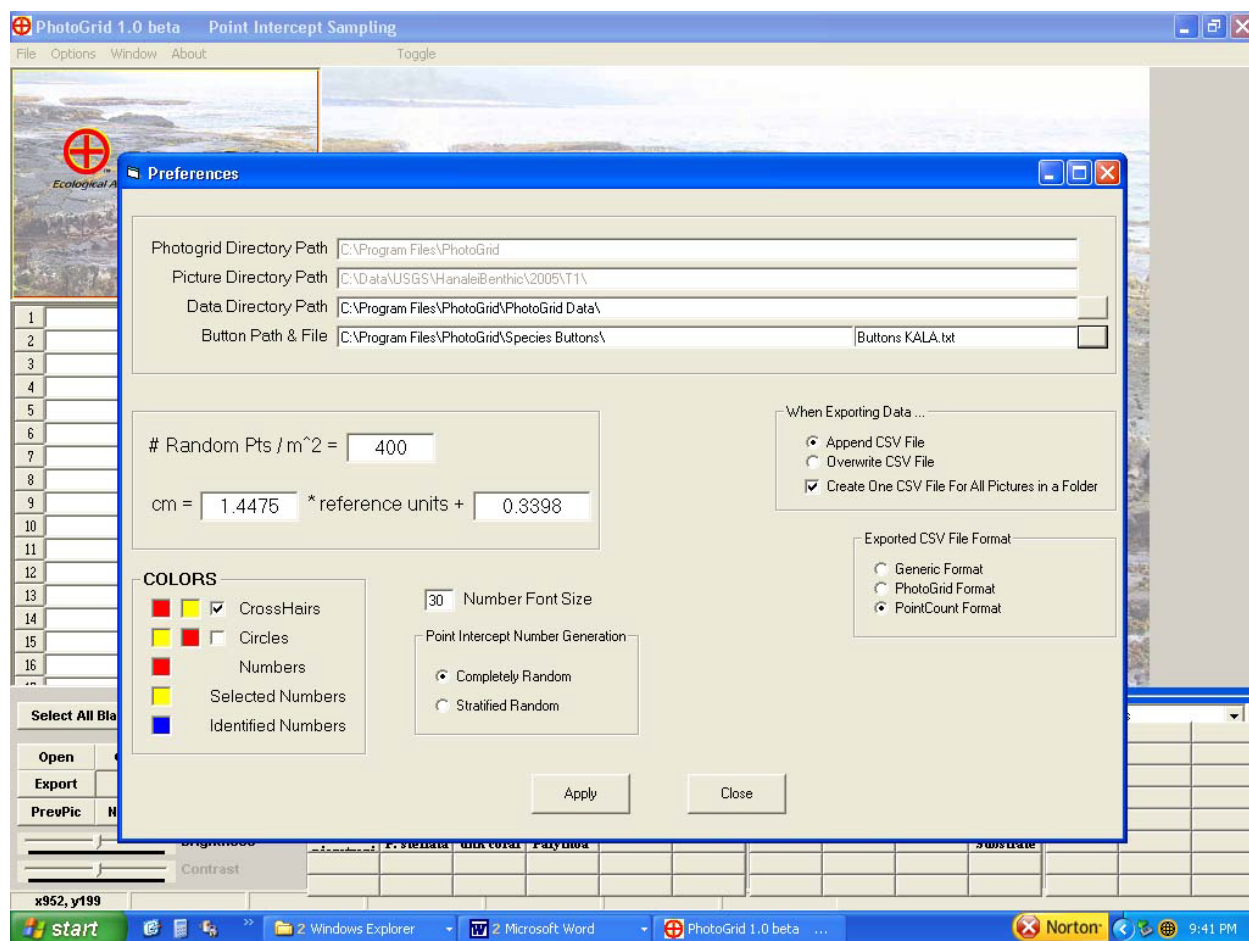 PhotoGrid 1.0 beta Point Intercept Sampling
File Options Window About Toggle
Ecological
Preferences
Photogrid Directory Path C:\Program Files\PhotoGrid
Picture Directory Path C:\Data\USGS\HanaleiBenthic\2005\T1\
Data Directory Path C:\Program Files\PhotoGrid\PhotoGrid Data\
Button Path & File C:\Program Files\PhotoGrid\Species Buttons\ Buttons KALA.txt
1
2
3
4
5
6
7
8
9
10
11
12
13
14
15
16
# Random Pts / m^2 = 400
cm = 1.4475 * reference units + 0.3398
When Exporting Data ...
Append CSV File
Overwrite CSV File
Create One CSV File For All Pictures in a Folder
Exported CSV File Format
Generic Format
PhotoGrid Format
PointCount Format
COLORS
CrossHairs
Circles
Numbers
Selected Numbers
Identified Numbers
30 Number Font Size
Point Intercept Number Generation
Completely Random
Stratified Random
Apply Close
Select All
Open
Export
PrevPic
Brightness
Contrast
P. stellata unk coral Palythoa Substrate
x952, y199
start 2 Windows Explorer 2 Microsoft Word PhotoGrid 1.0 beta ... Norton 9:41 PM